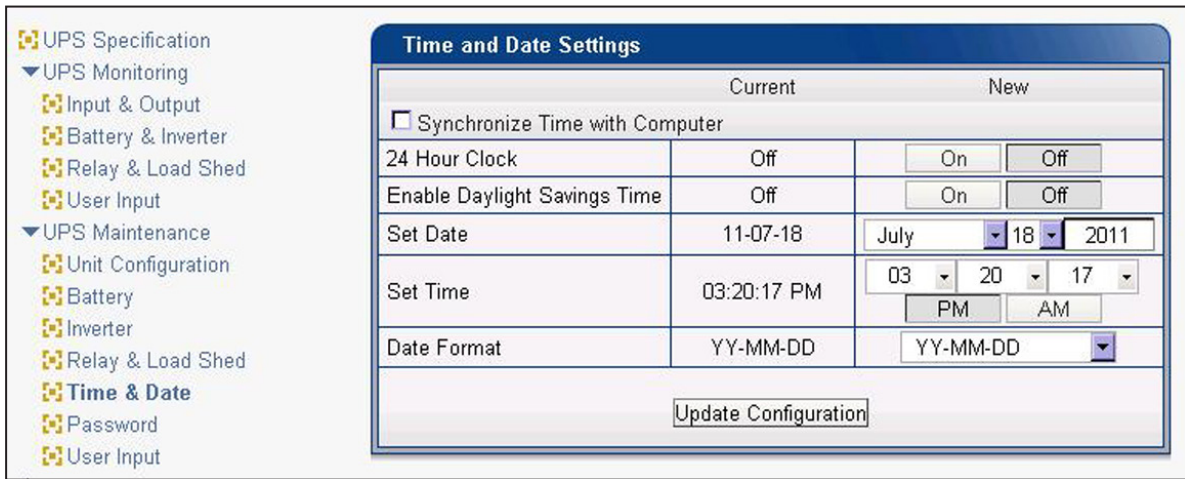 UPS Specification
UPS Monitoring
Input & Output
Battery & Inverter
Relay & Load Shed
User Input
UPS Maintenance
Unit Configuration
Battery
Inverter
Relay & Load Shed
Time & Date
Password
User Input
Time and Date Settings
Current New
Synchronize Time with Computer
24 Hour Clock Off On Off
Enable Daylight Savings Time Off On Off
Set Date 11-07-18 July 18 2011
Set Time 03:20:17 PM 03 20 17
PM AM
Date Format YY-MM-DD YY-MM-DD
Update Configuration